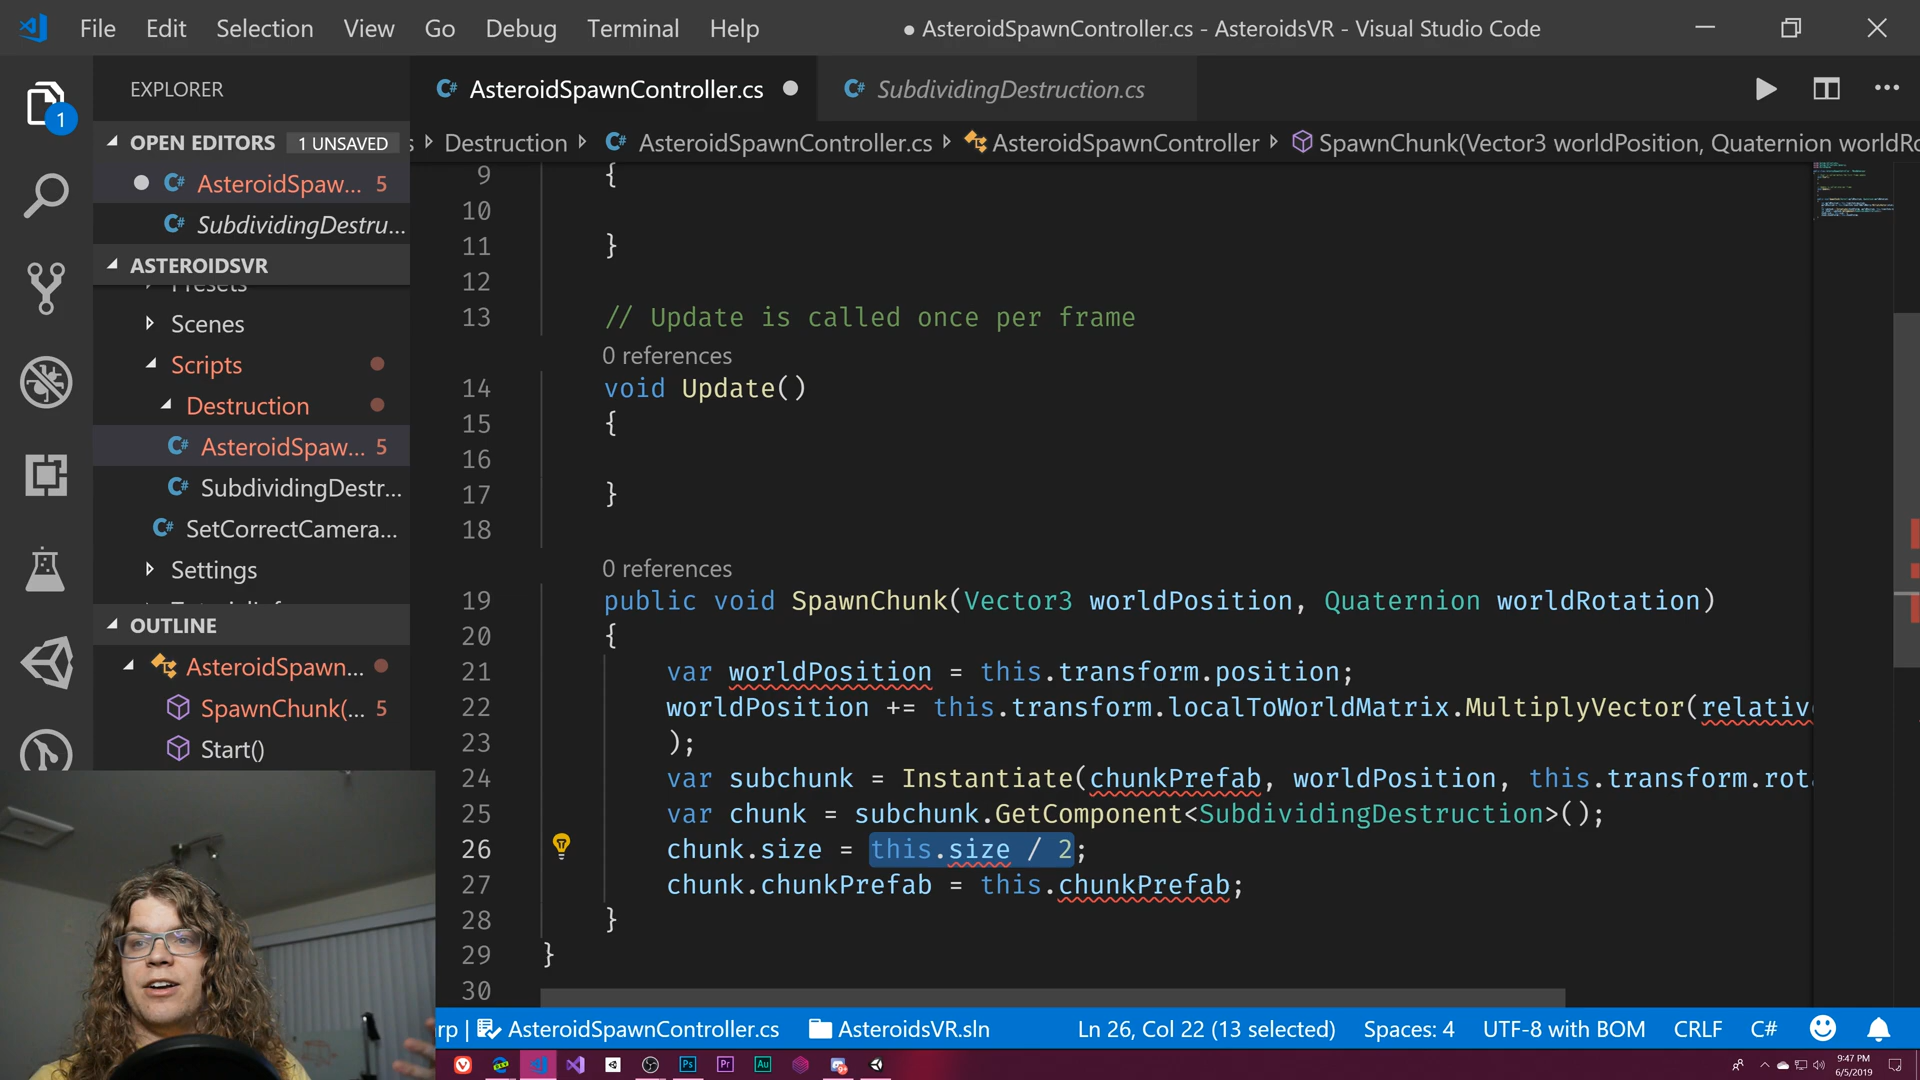 File Edit Selection View Go Debug Terminal Help
● AsteroidSpawnController.cs - AsteroidsVR - Visual Studio Code
EXPLORER
OPEN EDITORS 1 UNSAVED
AsteroidSpaw... 5
SubdividingDestru...
ASTEROIDSVR
Presets
Scenes
Scripts
Destruction
AsteroidSpaw... 5
SubdividingDestr...
SetCorrectCamera...
Settings
OUTLINE
AsteroidSpawn...
SpawnChunk(... 5
Start()
1
AsteroidSpawnController.cs
SubdividingDestruction.cs
s Destruction AsteroidSpawnController.cs AsteroidSpawnController SpawnChunk(Vector3 worldPosition, Quaternion worldRo
9 {
10
11 }
12
13 // Update is called once per frame
0 references
14 void Update()
15 {
16
17 }
18
0 references
19 public void SpawnChunk(Vector3 worldPosition, Quaternion worldRotation)
20 {
21 var worldPosition = this.transform.position;
22 worldPosition += this.transform.localToWorldMatrix.MultiplyVector(relativ
23 );
24 var subchunk = Instantiate(chunkPrefab, worldPosition, this.transform.rot
25 var chunk = subchunk.GetComponent<SubdividingDestruction>();
26 chunk.size = this.size / 2;
27 chunk.chunkPrefab = this.chunkPrefab;
28 }
29 }
30
rp | AsteroidSpawnController.cs AsteroidsVR.sln Ln 26, Col 22 (13 selected) Spaces: 4 UTF-8 with BOM CRLF C#
Ps Pr Au
9:47 PM
6/5/2019